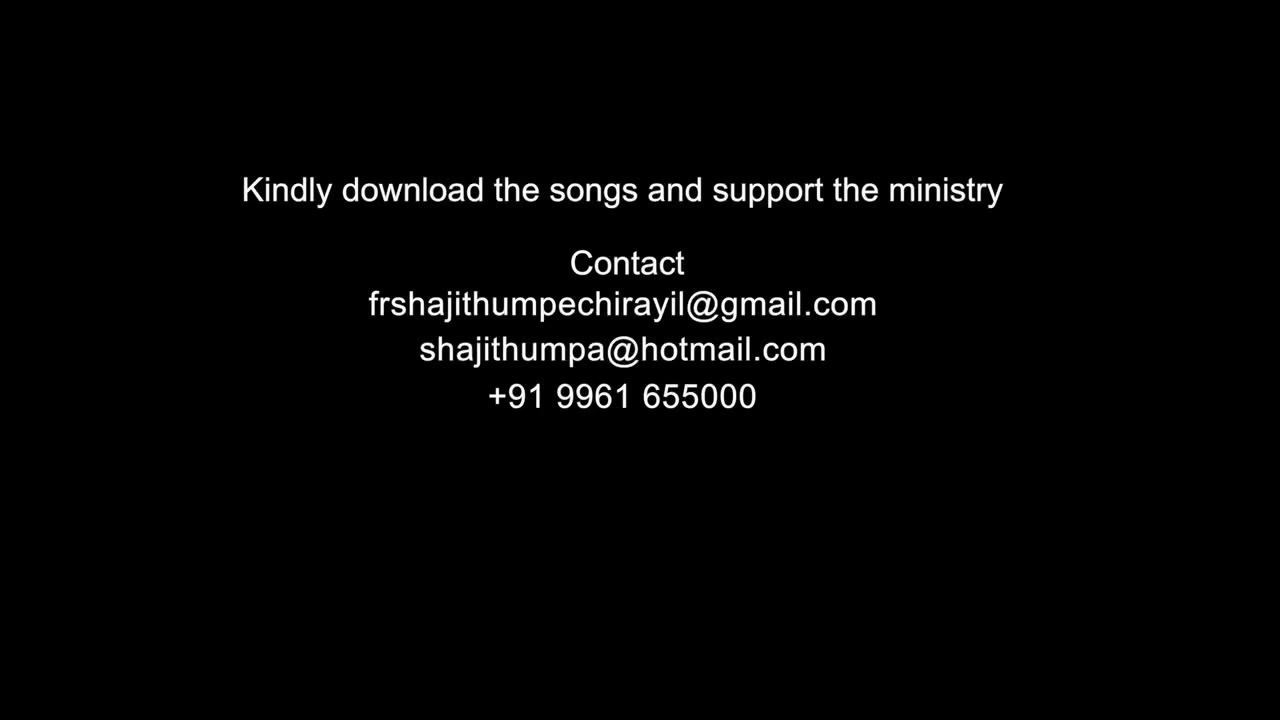 Kindly download the songs and support the ministry
Contact
frshajithumpechirayil@gmail.com
shajithumpa@hotmail.com
+91 9961 655000